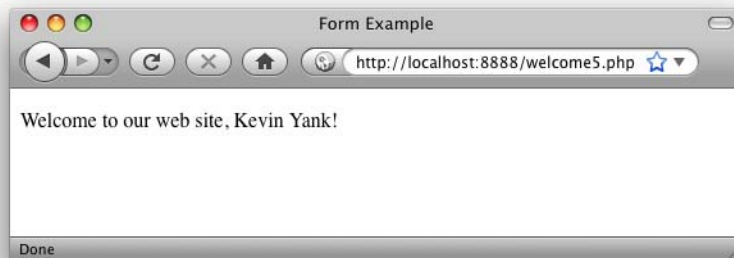 Form Example
http://localhost:8888/welcome5.php
Welcome to our web site, Kevin Yank!
Done